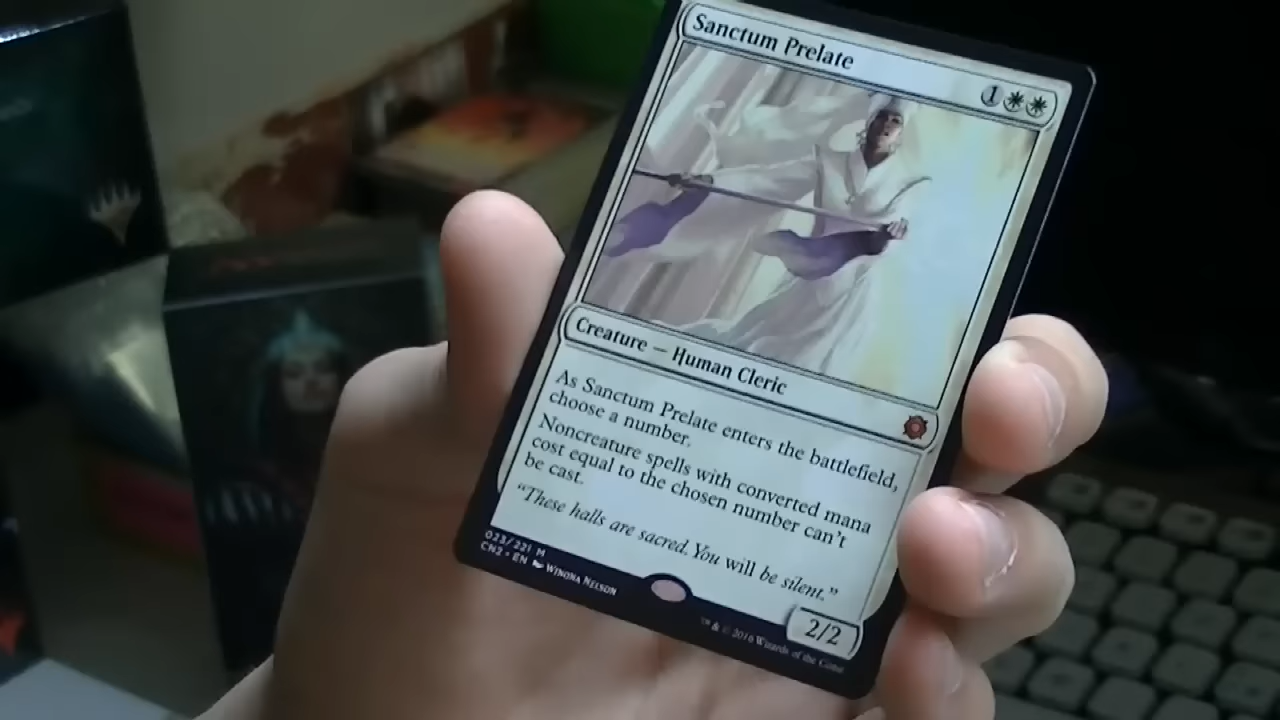 Sanctum Prelate
1
Creature — Human Cleric
As Sanctum Prelate enters the battlefield,
choose a number.
Noncreature spells with converted mana
cost equal to the chosen number can't
be cast.
“These halls are sacred. You will be silent.”
2/2
023/221 M
CN2 • EN Winona Nelson
™ & © 2016 Wizards of the Coast